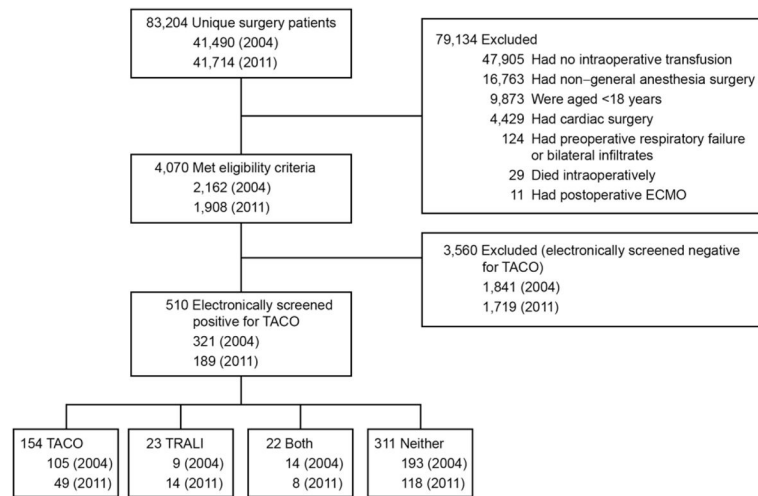 83,204 Unique surgery patients
41,490 (2004)
41,714 (2011)
79,134 Excluded
47,905 Had no intraoperative transfusion
16,763 Had non–general anesthesia surgery
9,873 Were aged <18 years
4,429 Had cardiac surgery
124 Had preoperative respiratory failure
or bilateral infiltrates
29 Died intraoperatively
11 Had postoperative ECMO
4,070 Met eligibility criteria
2,162 (2004)
1,908 (2011)
3,560 Excluded (electronically screened negative
for TACO)
1,841 (2004)
1,719 (2011)
510 Electronically screened
positive for TACO
321 (2004)
189 (2011)
154 TACO
105 (2004)
49 (2011)
23 TRALI
9 (2004)
14 (2011)
22 Both
14 (2004)
8 (2011)
311 Neither
193 (2004)
118 (2011)